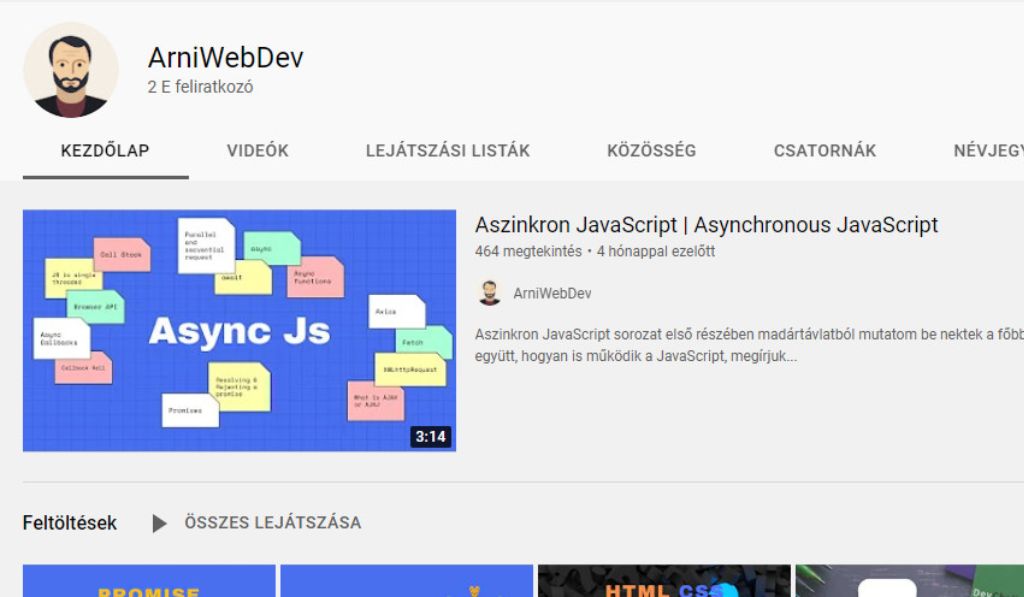 ArniWebDev
2 E feliratkozó
KEZDŐLAP VIDEÓK LEJÁTSZÁSI LISTÁK KÖZÖSSÉG CSATORNÁK NÉVJEGY
Aszinkron JavaScript | Asynchronous JavaScript
464 megtekintés • 4 hónappal ezelőtt
ArniWebDev
Aszinkron JavaScript sorozat első részében madártávlatból mutatom be nektek a főbb
együtt, hogyan is működik a JavaScript, megírjuk...
Parallel
and
sequential
request
Call Stack
Async
JS is single
threaded
await
Async
functions
Browser API
Axios
Async
Callbacks
Async Js
Fetch
Callback Hell
XMLhttpRequest
Resolving &
Rejecting a
promise
What is AJAX
or AJAJ
Promises
3:14
Feltöltések ÖSSZES LEJÁTSZÁSA
PROMISE
HTML CSS